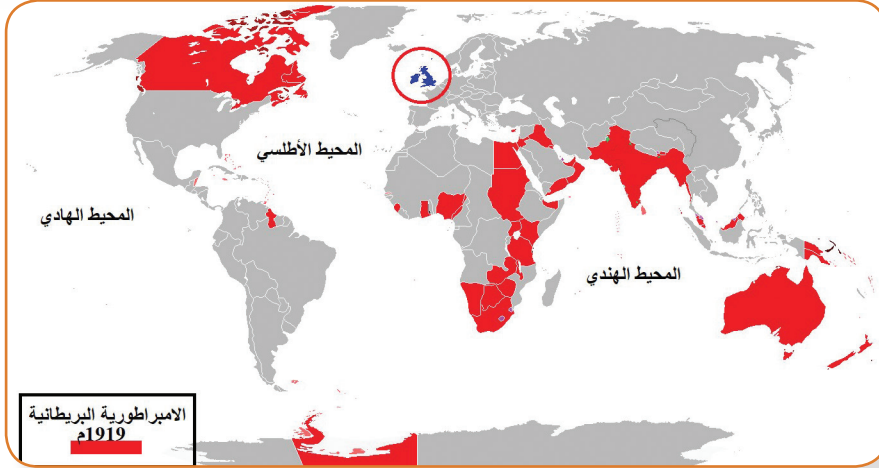 المحيط الأطلسي
المحيط الهادي
المحيط الهندي
الامبراطورية البريطانية
1919م